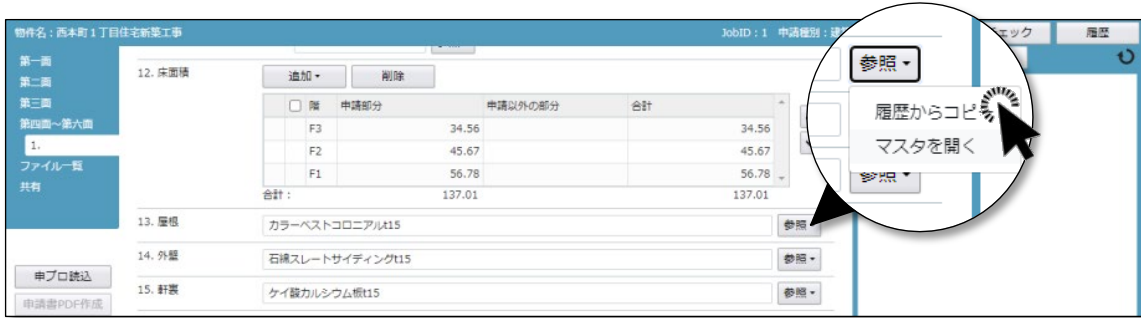 物件名：西本町１丁目住宅新築工事 JobID：1 申請種別：建 チェック 履歴
第一面
第二面
第三面
第四面～第六面
1.
ファイル一覧
共有
申プロ読込
申請書PDF作成
12. 床面積 追加 削除
階 申請部分 申請以外の部分 合計
F3 34.56 34.56
F2 45.67 45.67
F1 56.78 56.78
合計： 137.01 137.01
13. 屋根 カラーベストコロニアルt15 参照
14. 外壁 石綿スレートサイディングt15 参照
15. 軒裏 ケイ酸カルシウム板t15 参照
参照
履歴からコピー
マスタを開く
参照